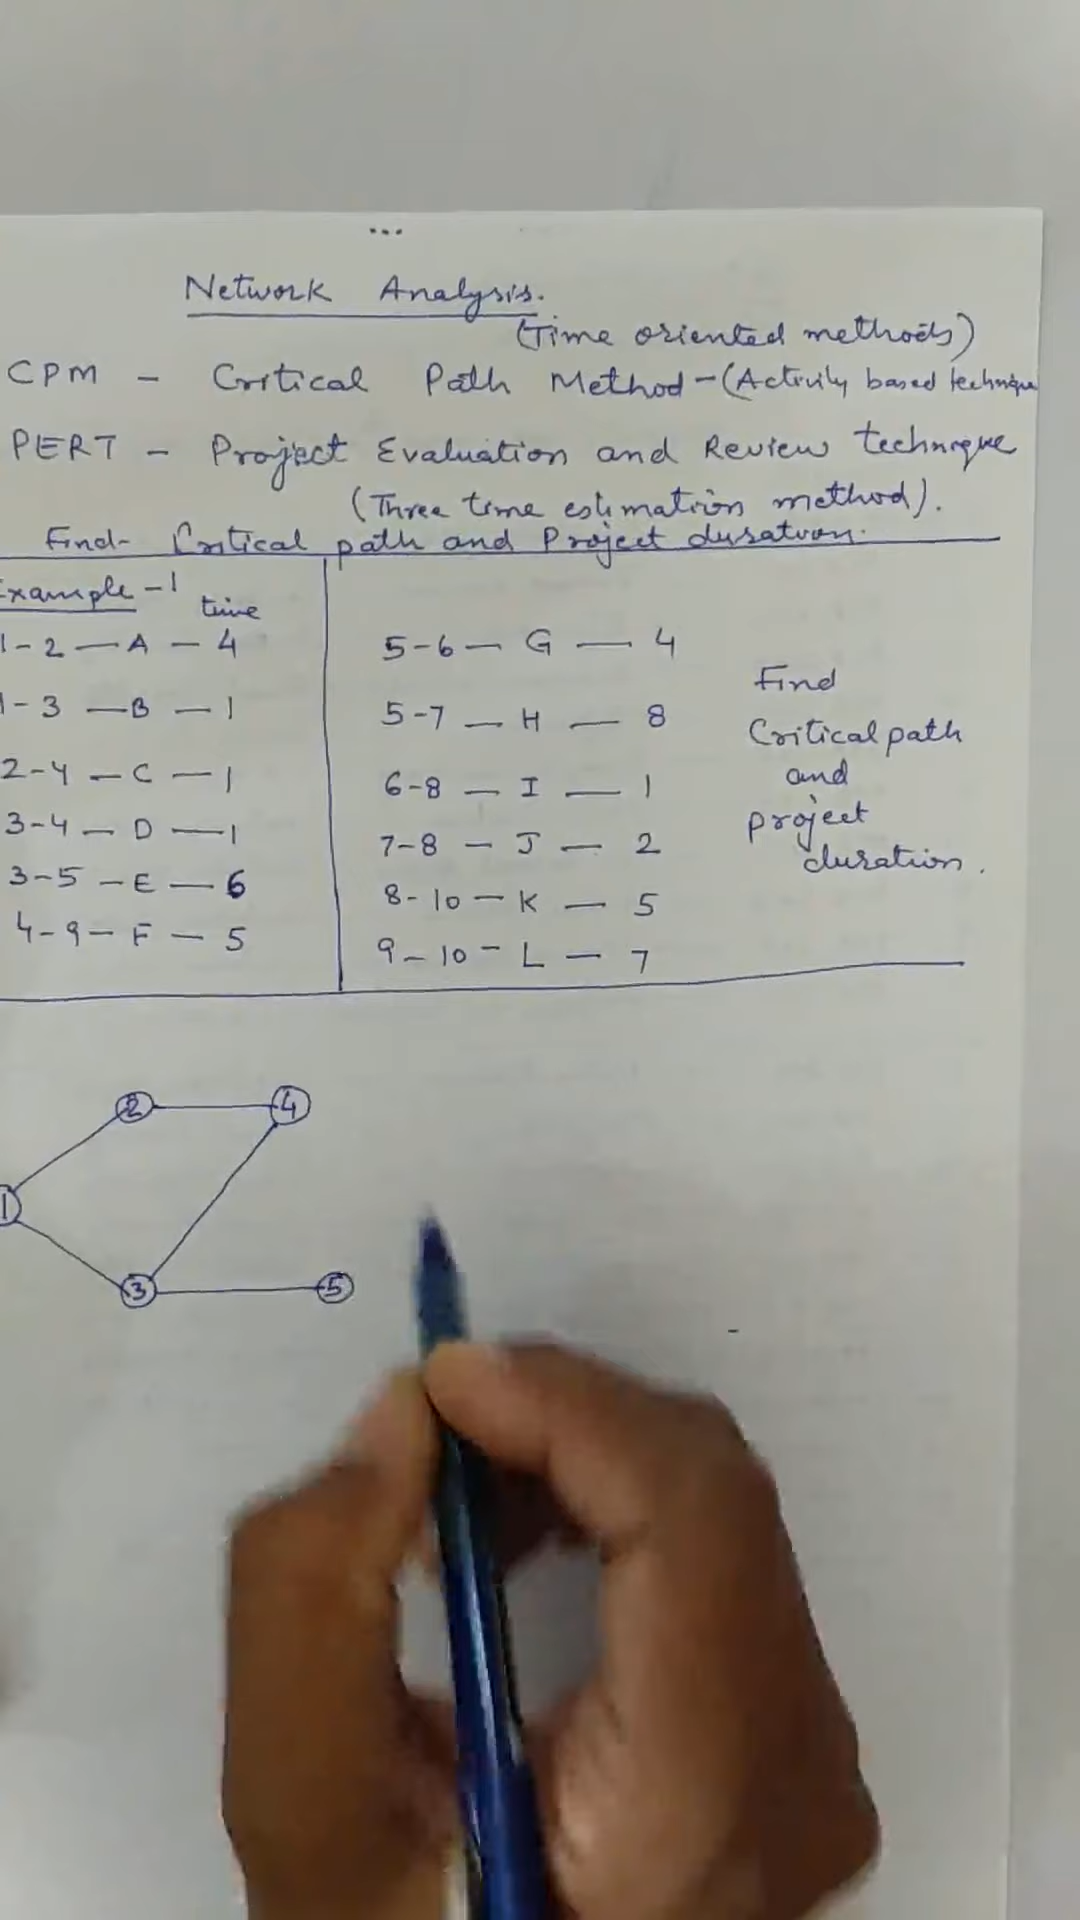 Network Analysis.
(Time oriented methods)
CPM - Critical Path Method - (Activity based technique
PERT - Project Evaluation and Review technique
(Three time estimation method).
Find- Critical path and Project duration.
Example -1 time
1-2 — A — 4
1-3 — B — 1
2-4 — C — 1
3-4 — D — 1
3-5 — E — 6
4-9 — F — 5
5-6 — G — 4
5-7 — H — 8
6-8 — I — 1
7-8 — J — 2
8-10 — K — 5
9-10 - L — 7
Find
Critical path
and
project
duration.
2
4
1
3
5